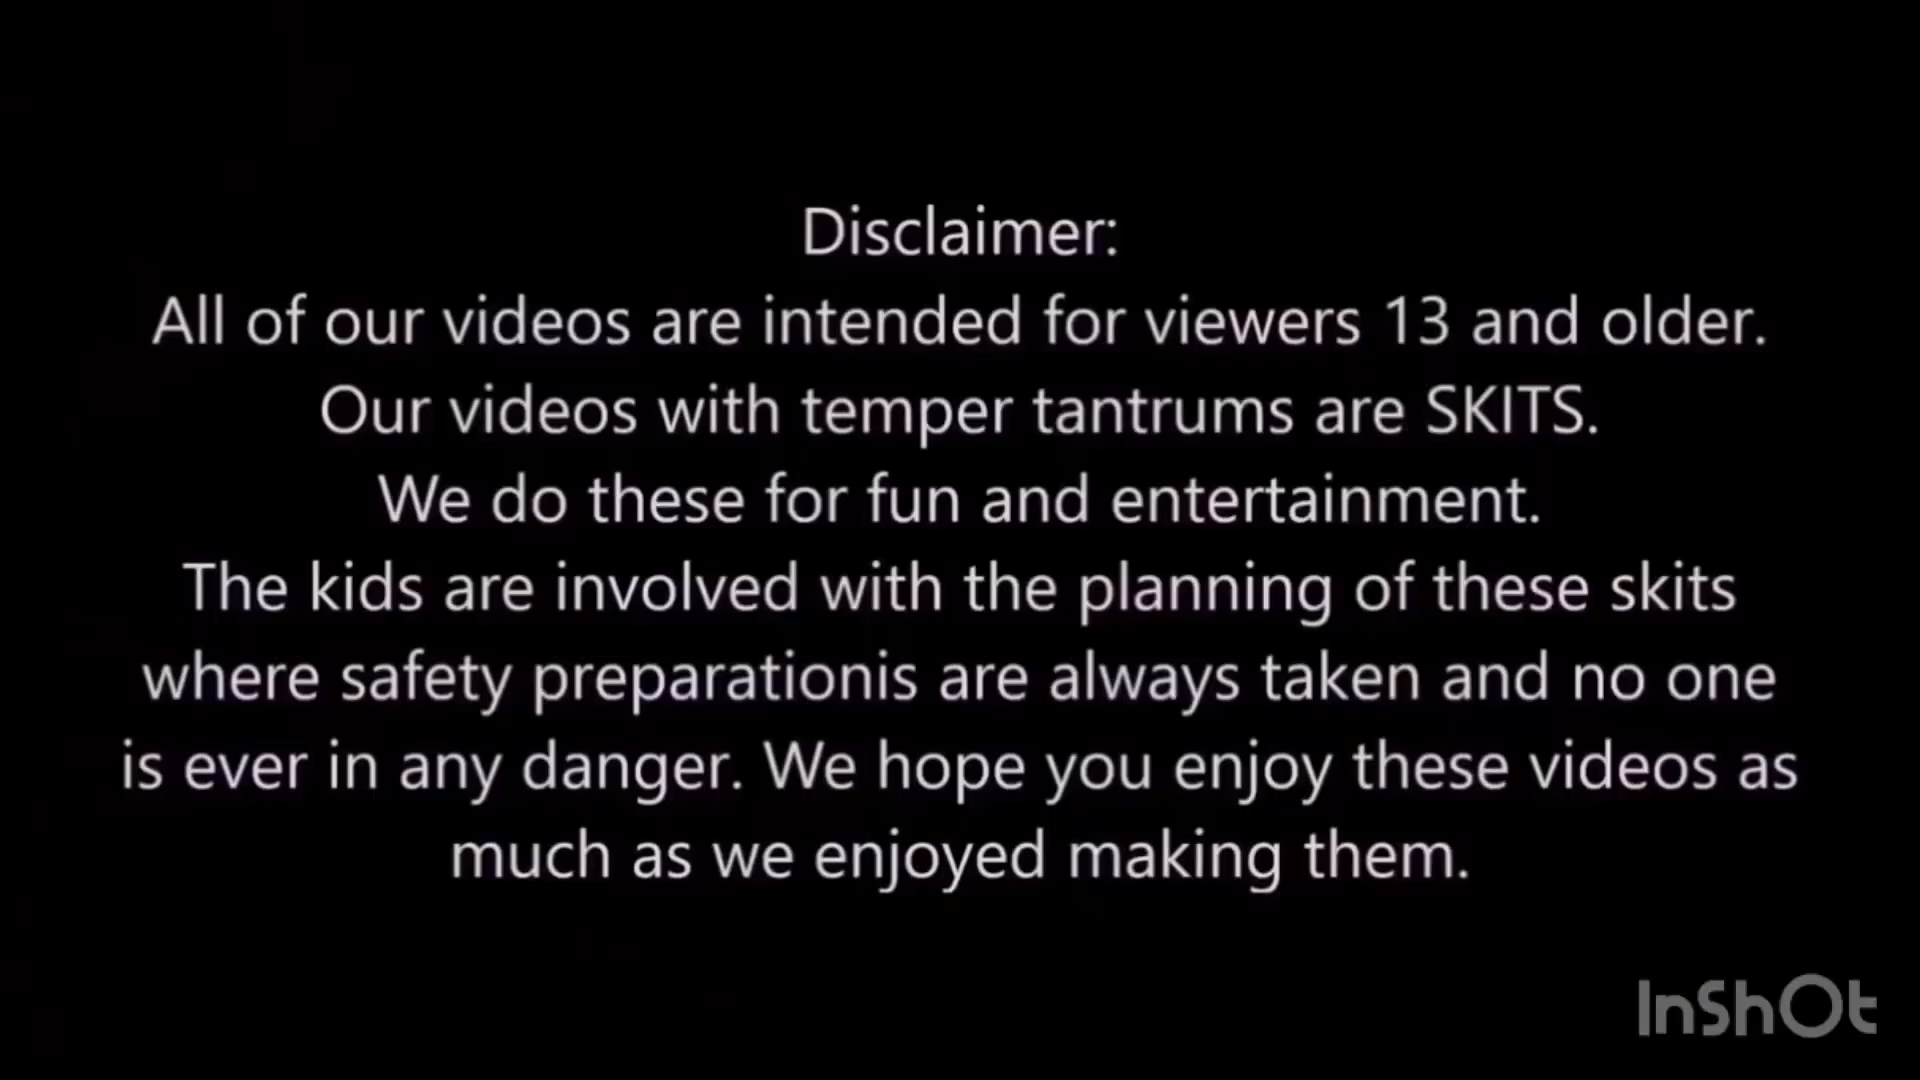 Disclaimer:
All of our videos are intended for viewers 13 and older.
Our videos with temper tantrums are SKITS.
We do these for fun and entertainment.
The kids are involved with the planning of these skits
where safety preparationis are always taken and no one
is ever in any danger. We hope you enjoy these videos as
much as we enjoyed making them.
InShOt